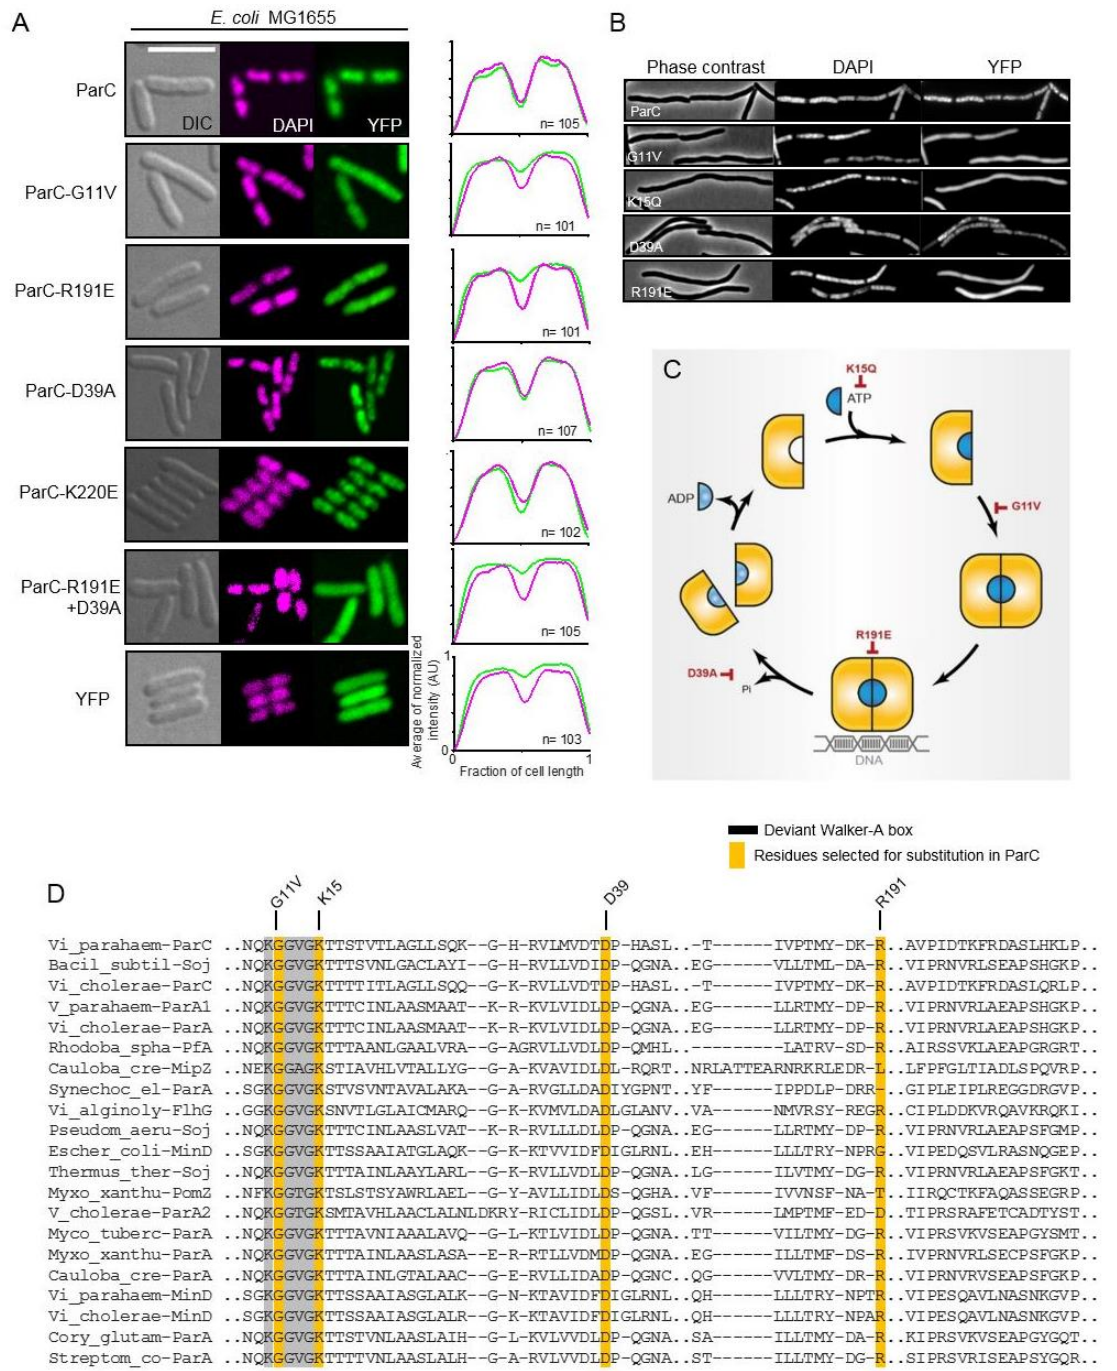 A
E. coli MG1655
ParC
DIC
DAPI
YFP
n= 105
ParC-G11V
n= 101
ParC-R191E
n= 101
ParC-D39A
n= 107
ParC-K220E
n= 102
ParC-R191E
+D39A
n= 105
YFP
n= 103
Average of normalized
intensity (AU)
1
0
0
1
Fraction of cell length
B
Phase contrast
DAPI
YFP
ParC
G11V
K15Q
D39A
R191E
C
K15Q
ATP
G11V
ADP
R191E
D39A
Pi
DNA
Deviant Walker-A box
Residues selected for substitution in ParC
D
G11V
K15
D39
R191
Vi_parahaem-ParC ..NQKGGVGKTTSTVTLAGLLSQK--G-H-RVLMVDTDP-HASL..-T------IVPTMY-DK-R..AVPIDTKFRDASLHKLP..
Bacil_subtil-Soj ..NQKGGVGKTTTSVNLGACLAYI--G-H-RVLLVDIDP-QGNA..EG------VLLTML-DA-R..VIPRNVRLSEAPSHGKP..
Vi_cholerae-ParC ..NQKGGVGKTTTTITLAGLLSQQ--G-K-RVLLVDTDP-HASL..-T------IVPTMY-DK-R..AVPIDTKFRDASLQRLP..
V_parahaem-ParA1 ..NQKGGVGKTTTCINLAASMAAT--K-R-KVLVIDLDP-QGNA..EG------LLRTMY-DP-R..VIPRNVRLAEAPSHGKP..
Vi_cholerae-ParA ..NQKGGVGKTTTCINLAASMAAT--K-R-KVLVIDLDP-QGNA..EG------LLRTMY-DP-R..VIPRNVRLAEAPSHGKP..
Rhodoba_spha-PfA ..NQKGGVGKTTTAANLGAALVRA--G-AGRVLLVDLDP-QMHL..---------LATRV-SD-R..AIRSSVKLAEAPGRGRT..
Cauloba_cre-MipZ ..NEKGGAGKSTIAVHLVTALLYG--G-A-KVAVIDLDL-RQRT..NRLATTEARNRKRLEDR-L..LLFPFGLTIADLSPQVRP..
Synechoc_el-ParA ..SGKGGVGKSTVSVNTAVALAKA--G-A-RVGLLDADIYGPNT..YF------IPPDLP-DRR-G..IPLEIPLREGGDRGVP..
Vi_alginoly-FlhG ..GGKGGVGKSNVTLGLAICMARQ--G-K-KVMVLDADLGLANV..VA------NMVRSY-REGR..CIPLDDKVRQAVKRQKI..
Pseudom_aeru-Soj ..NQKGGVGKTTTCINLAASLVAT--K-R-RVLLIDLDP-QGNA..EG------LLRTMY-DP-R..VIPRNVRLAEAPSFGMP..
Escher_coli-MinD ..SGKGGVGKTTSSAAIATGLAQK--G-K-KTVVIDFDIGLRNL..EH------LLLTRY-NPRG..VIPEDQSVLRASNQGEP..
Thermus_ther-Soj ..NQKGGVGKTTTAINLAAYLARL--G-K-RVLLVDLDP-QGNA..LG------ILVTMY-DG-R..VIPRNVRLAEAPSFGKT..
Myxo_xanthu-PomZ ..NFKGGTGKTSLSTSYAWRLAEL--G-Y-AVLLIDLDS-QGHA..VF------IVVNSF-NA-T..IIRQCTKFAQASSEGRP..
V_cholerae-ParA2 ..NQKGGTGKSMTAVHLAACLALNLDKRY-RICLIDLDP-QGSL..VR------LMPTMF-ED-D..TIPRSRAFETCADTYST..
Myco_tuberc-ParA ..NQKGGVGKTTTAVNIAAALAVQ--G-L-KTLVIDLDP-QGNA..TT------VILTMY-DG-R..VIPRSVKVSEAPGYSMT..
Myxo_xanthu-ParA ..NQKGGVGKTTTAINLAASLASA--E-R-RTLLVDMDP-QGNA..EG------ILLTMF-DS-R..IVPRNVRLSECPSFGKP..
Cauloba_cre-ParA ..NQKGGVGKTTTAINLGTALAAC--G-E-RVLLIDADP-QGNC..QG------VVLTMY-DR-R..VIPRNVRVSEAPSFGKP..
Vi_parahaem-MinD ..SGKGGVGKTTSSAAIASGLALK--G-K-KTAVIDFDIGLRNL..QH------LLLTRY-NPTR..VIPESQAVLNASNKGVP..
Vi_cholerae-MinD ..SGKGGVGKTTSSAAIASGLALR--G-N-KTAVIDFDIGLRNL..QH------LLLTRY-NPAR..VIPESQAVLNASNKGVP..
Cory_glutam-ParA ..NQKGGVGKTTSTVNLAASLAIH--G-L-KVLVVDLDP-QGNA..SA------ILLTMY-DA-R..KIPRSVKVSEAPGYGQT..
Streptom_co-ParA ..NQKGGVGKTTTTVNLAASLALH--G-A-RVLVVDLDP-QGNA..ST------ILLTMY-DG-R..VIPRSVRVSEAPSYGQR..